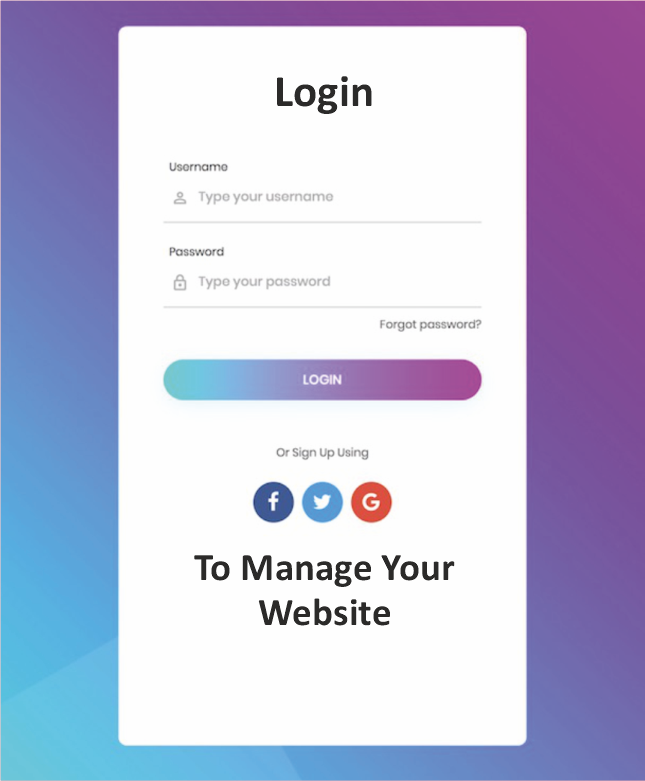 Login
Username
Type your username
Password
Type your password
Forgot password?
LOGIN
Or Sign Up Using
f
G
To Manage Your
Website